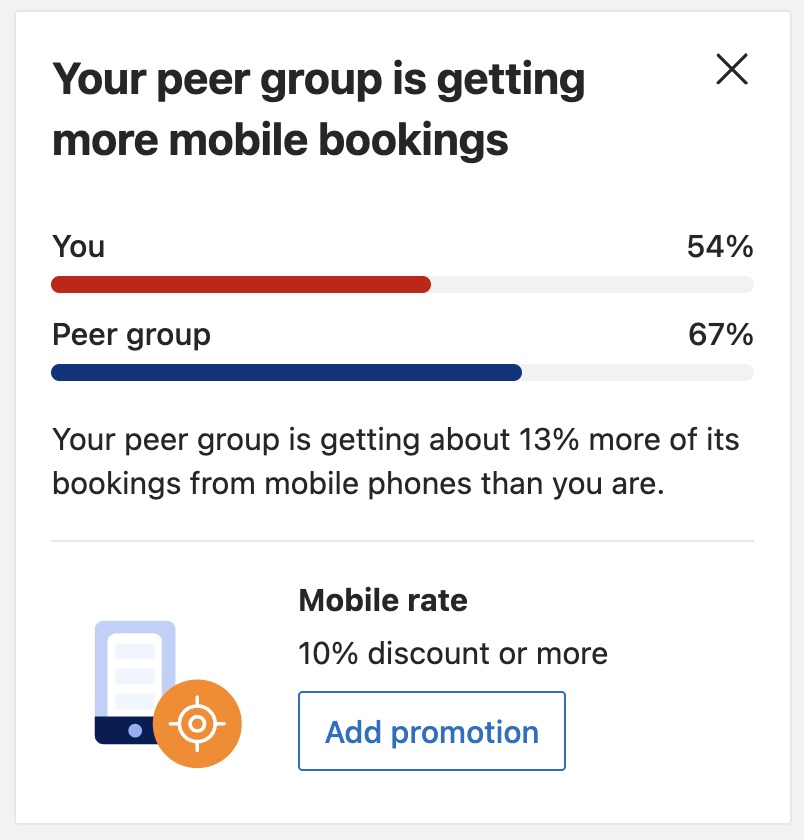 Your peer group is getting
more mobile bookings
You 54%
Peer group 67%
Your peer group is getting about 13% more of its
bookings from mobile phones than you are.
Mobile rate
10% discount or more
Add promotion